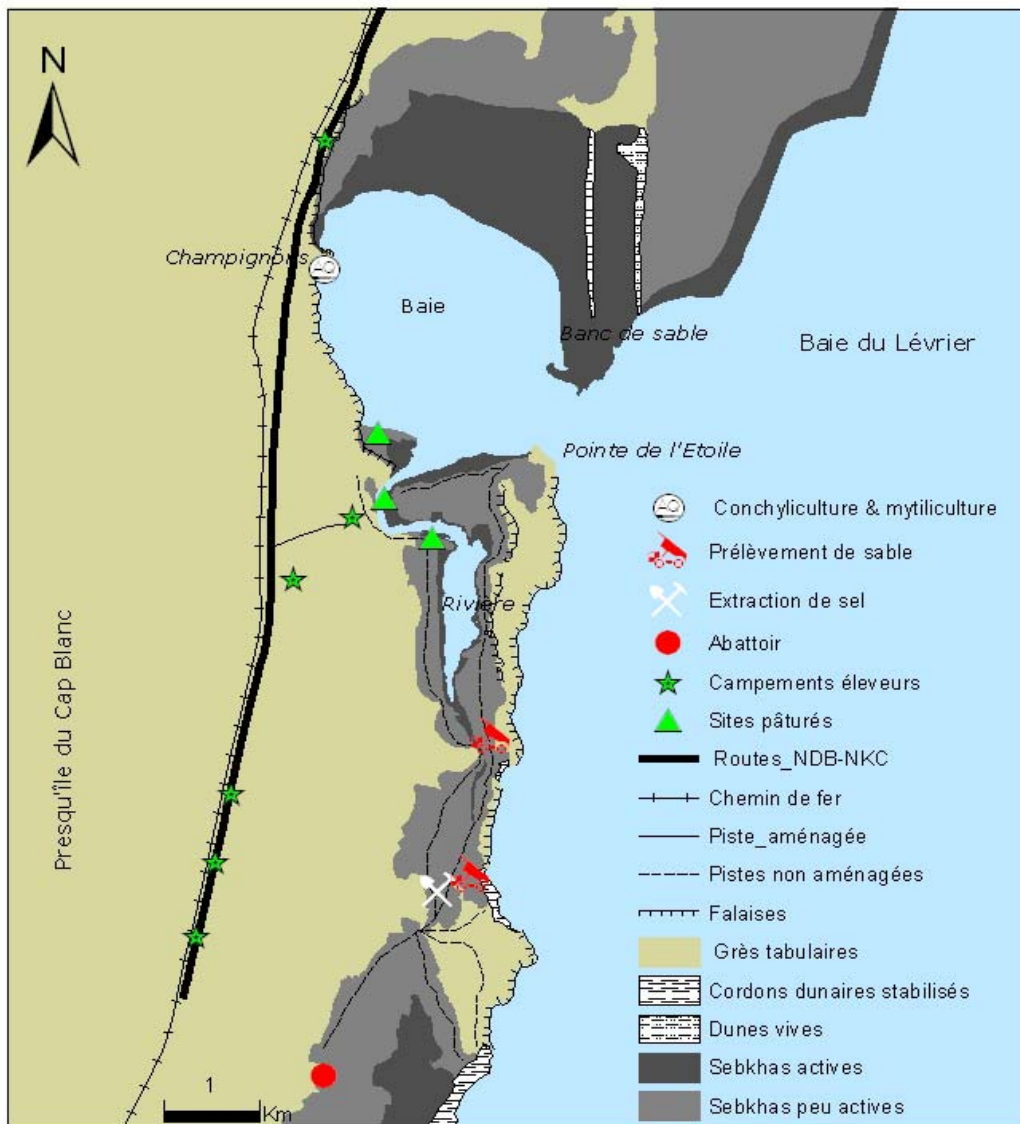 N
Champignons
Baie
Banc de sable
Baie du Lévrier
Pointe de l'Etoile
Rivière
Presqu'île du Cap Blanc
Conchyliculture & mytiliculture
Prélèvement de sable
Extraction de sel
Abattoir
Campements éleveurs
Sites pâturés
Routes_NDB-NKC
Chemin de fer
Piste_aménagée
Pistes non aménagées
Falaises
Grès tabulaires
Cordons dunaires stabilisés
Dunes vives
Sebkhas actives
Sebkhas peu actives
1
Km